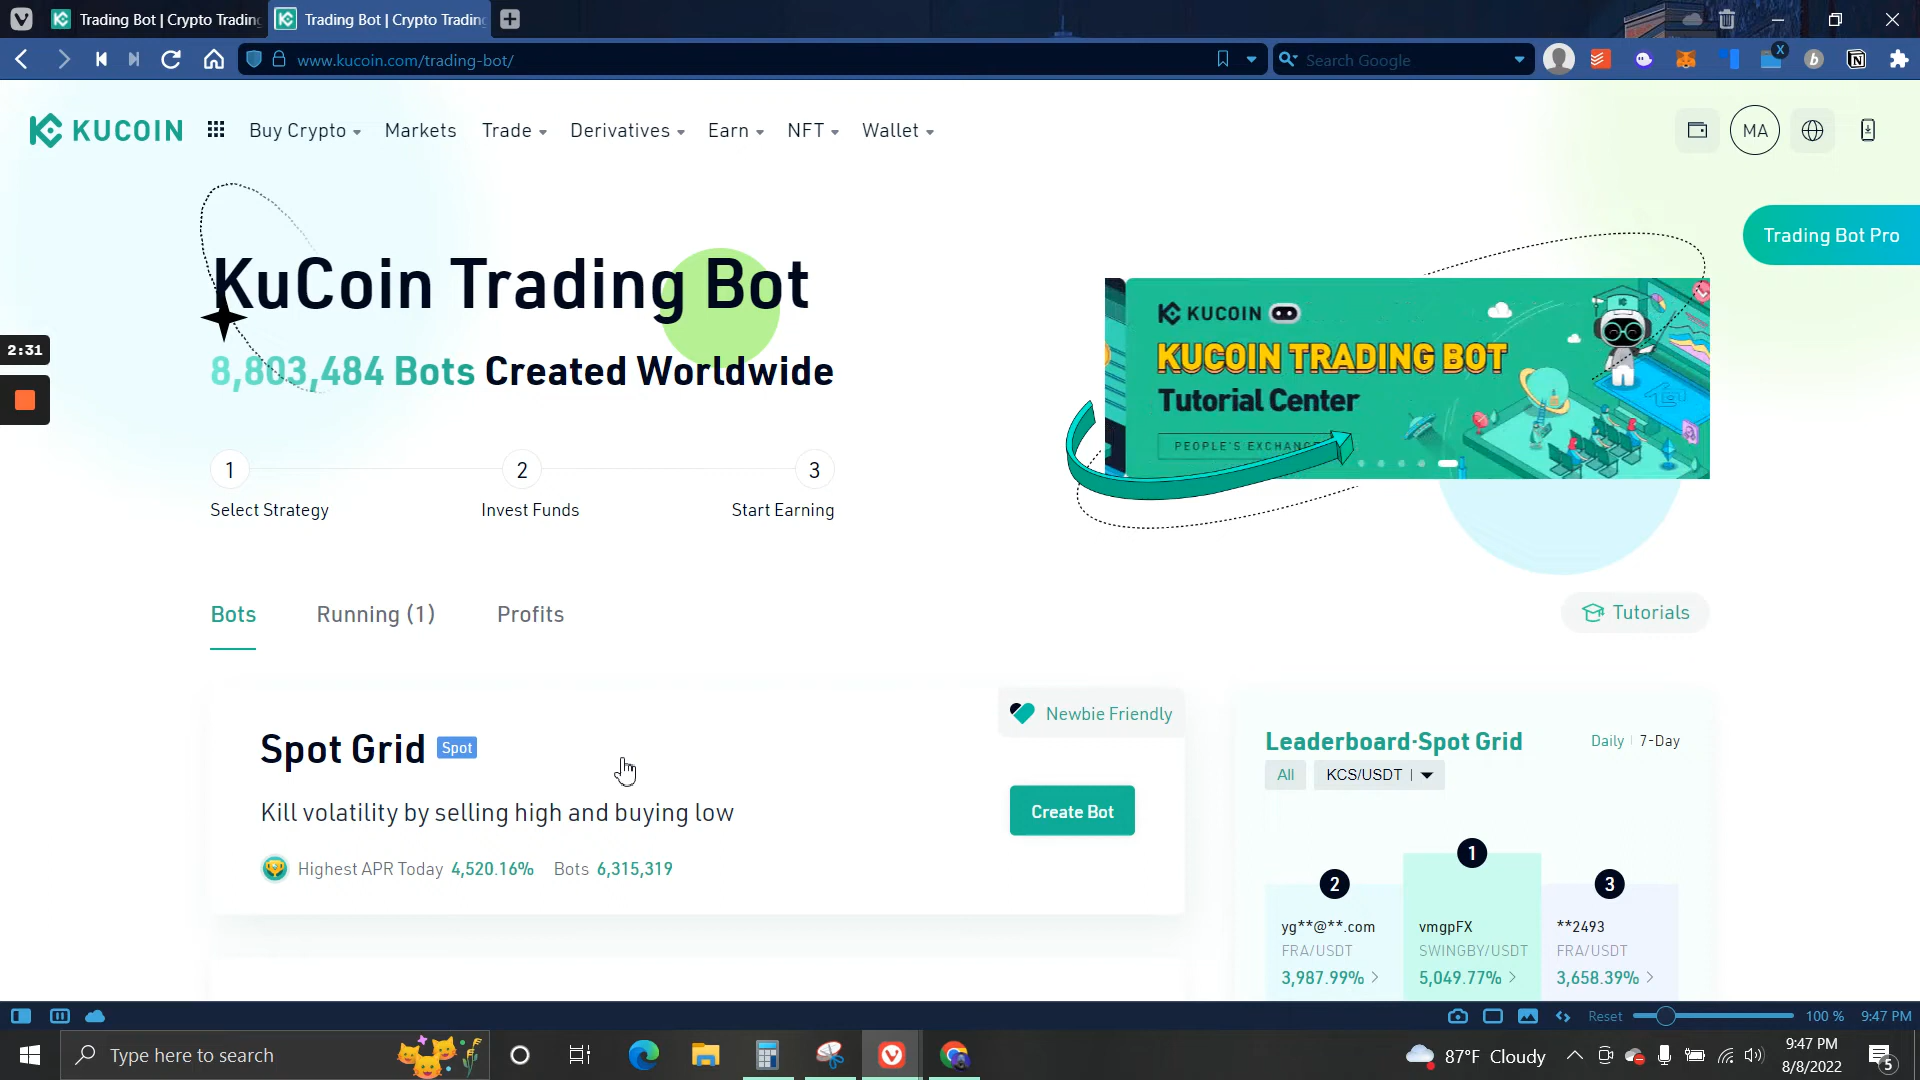 Trading Bot | Crypto Trading
Trading Bot | Crypto Trading
www.kucoin.com/trading-bot/
Search Google
X
b
N
KUCOIN
Buy Crypto
Markets
Trade
Derivatives
Earn
NFT
Wallet
MA
Trading Bot Pro
KuCoin Trading Bot
8,803,484 Bots Created Worldwide
KUCOIN
KUCOIN TRADING BOT
Tutorial Center
PEOPLE'S EXCHANGE
2:31
1
2
3
Select Strategy
Invest Funds
Start Earning
Bots
Running (1)
Profits
Tutorials
Newbie Friendly
Spot Grid Spot
Kill volatility by selling high and buying low
Create Bot
Highest APR Today 4,520.16% Bots 6,315,319
Leaderboard·Spot Grid
Daily | 7-Day
All
KCS/USDT
1
2
3
yg**@**.com
vmgpFX
**2493
FRA/USDT
SWINGBY/USDT
FRA/USDT
3,987.99% >
5,049.77% >
3,658.39% >
Reset
100 %
9:47 PM
Type here to search
87°F Cloudy
9:47 PM
8/8/2022
5